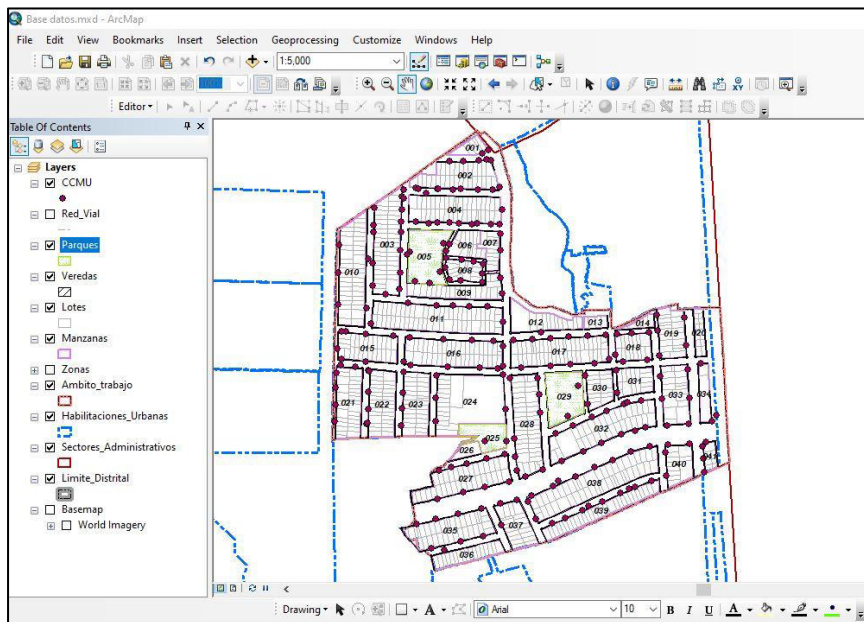 Base datos.mxd - ArcMap
File Edit View Bookmarks Insert Selection Geoprocessing Customize Windows Help
1:5,000
Editor
Table Of Contents
Layers
CCMU
Red_Vial
Parques
Veredas
Lotes
Manzanas
Zonas
Ambito_trabajo
Habilitaciones_Urbanas
Sectores_Administrativos
Limite_Distrital
Basemap
World Imagery
001
002
004
003
005
006
007
008
010
009
011
012
013
014
019
020
015
016
017
018
021
022
023
024
028
029
030
031
033
034
025
032
026
027
038
040
041
039
035
037
036
Drawing A Arial 10 B I U A